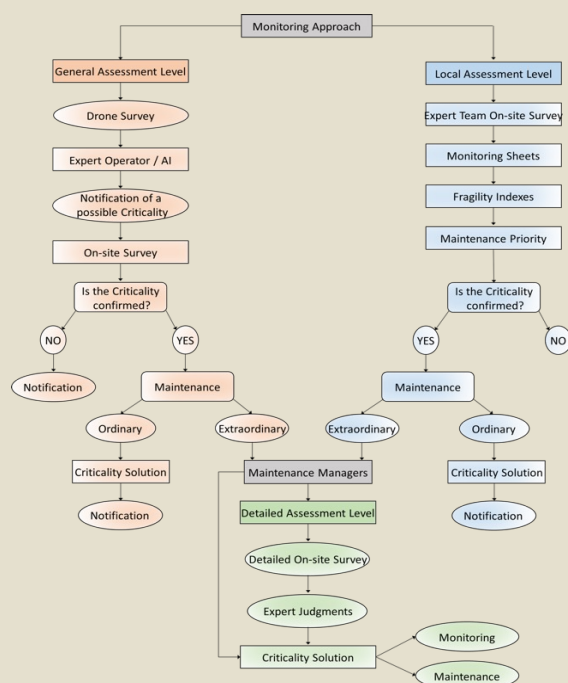 Monitoring Approach
General Assessment Level
Local Assessment Level
Drone Survey
Expert Team On-site Survey
Expert Operator / AI
Monitoring Sheets
Notification of a
possible Criticality
Fragility Indexes
On-site Survey
Maintenance Priority
Is the Criticality
confirmed?
Is the Criticality
confirmed?
NO
YES
YES
NO
Notification
Maintenance
Maintenance
Ordinary
Extraordinary
Extraordinary
Ordinary
Criticality Solution
Maintenance Managers
Criticality Solution
Notification
Detailed Assessment Level
Notification
Detailed On-site Survey
Expert Judgments
Monitoring
Criticality Solution
Maintenance